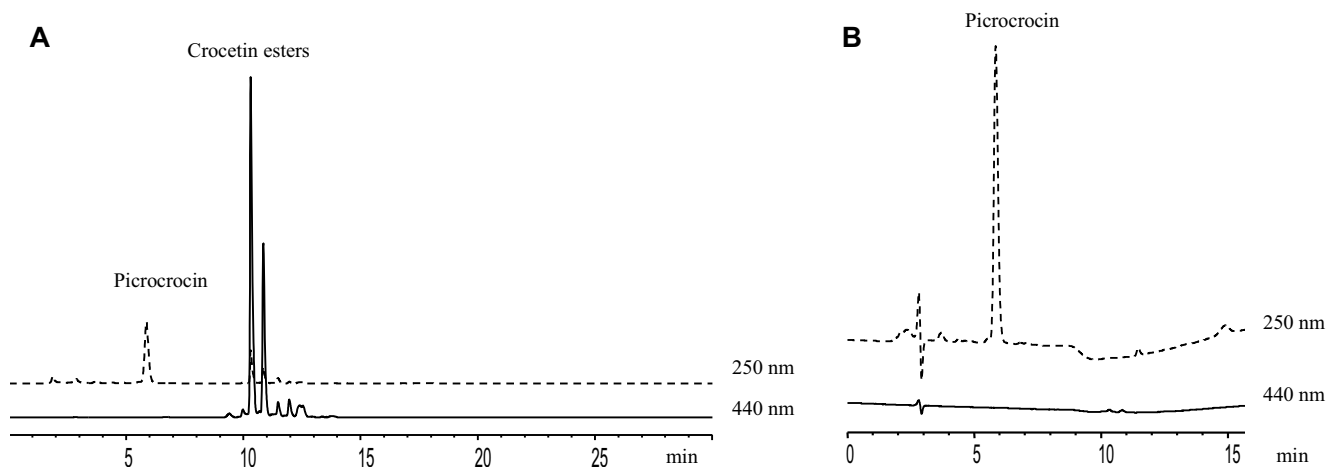 A
Crocetin esters
Picrocrocin
250 nm
440 nm
5 10 15 20 25 min
B
Picrocrocin
250 nm
440 nm
0 5 10 15 min